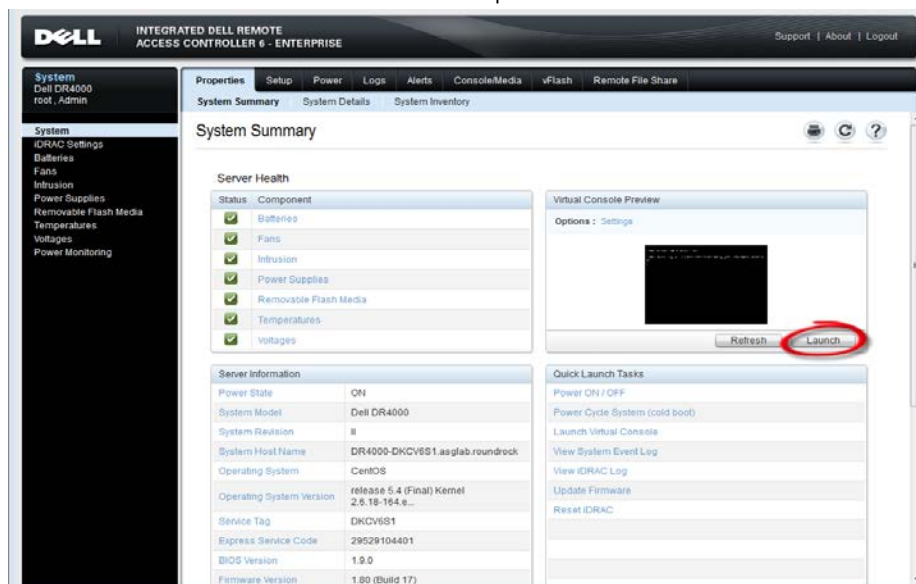 DELL
INTEGRATED DELL REMOTE
ACCESS CONTROLLER 6 - ENTERPRISE
Support | About | Logout
System
Dell DR4000
root , Admin
Properties Setup Power Logs Alerts Console/Media vFlash Remote File Share
System Summary System Details System Inventory
System
iDRAC Settings
Batteries
Fans
Intrusion
Power Supplies
Removable Flash Media
Temperatures
Voltages
Power Monitoring
System Summary
Server Health
Status Component
Batteries
Fans
Intrusion
Power Supplies
Removable Flash Media
Temperatures
Voltages
Virtual Console Preview
Options : Settings
Refresh Launch
Server Information
Power State ON
System Model Dell DR4000
System Revision II
System Host Name DR4000-DKCV6S1.asglab.roundrock
Operating System CentOS
Operating System Version release 5.4 (Final) Kernel
2.6.18-164.e...
Service Tag DKCV6S1
Express Service Code 29529104401
BIOS Version 1.9.0
Firmware Version 1.80 (Build 17)
Quick Launch Tasks
Power ON / OFF
Power Cycle System (cold boot)
Launch Virtual Console
View System Event Log
View iDRAC Log
Update Firmware
Reset iDRAC